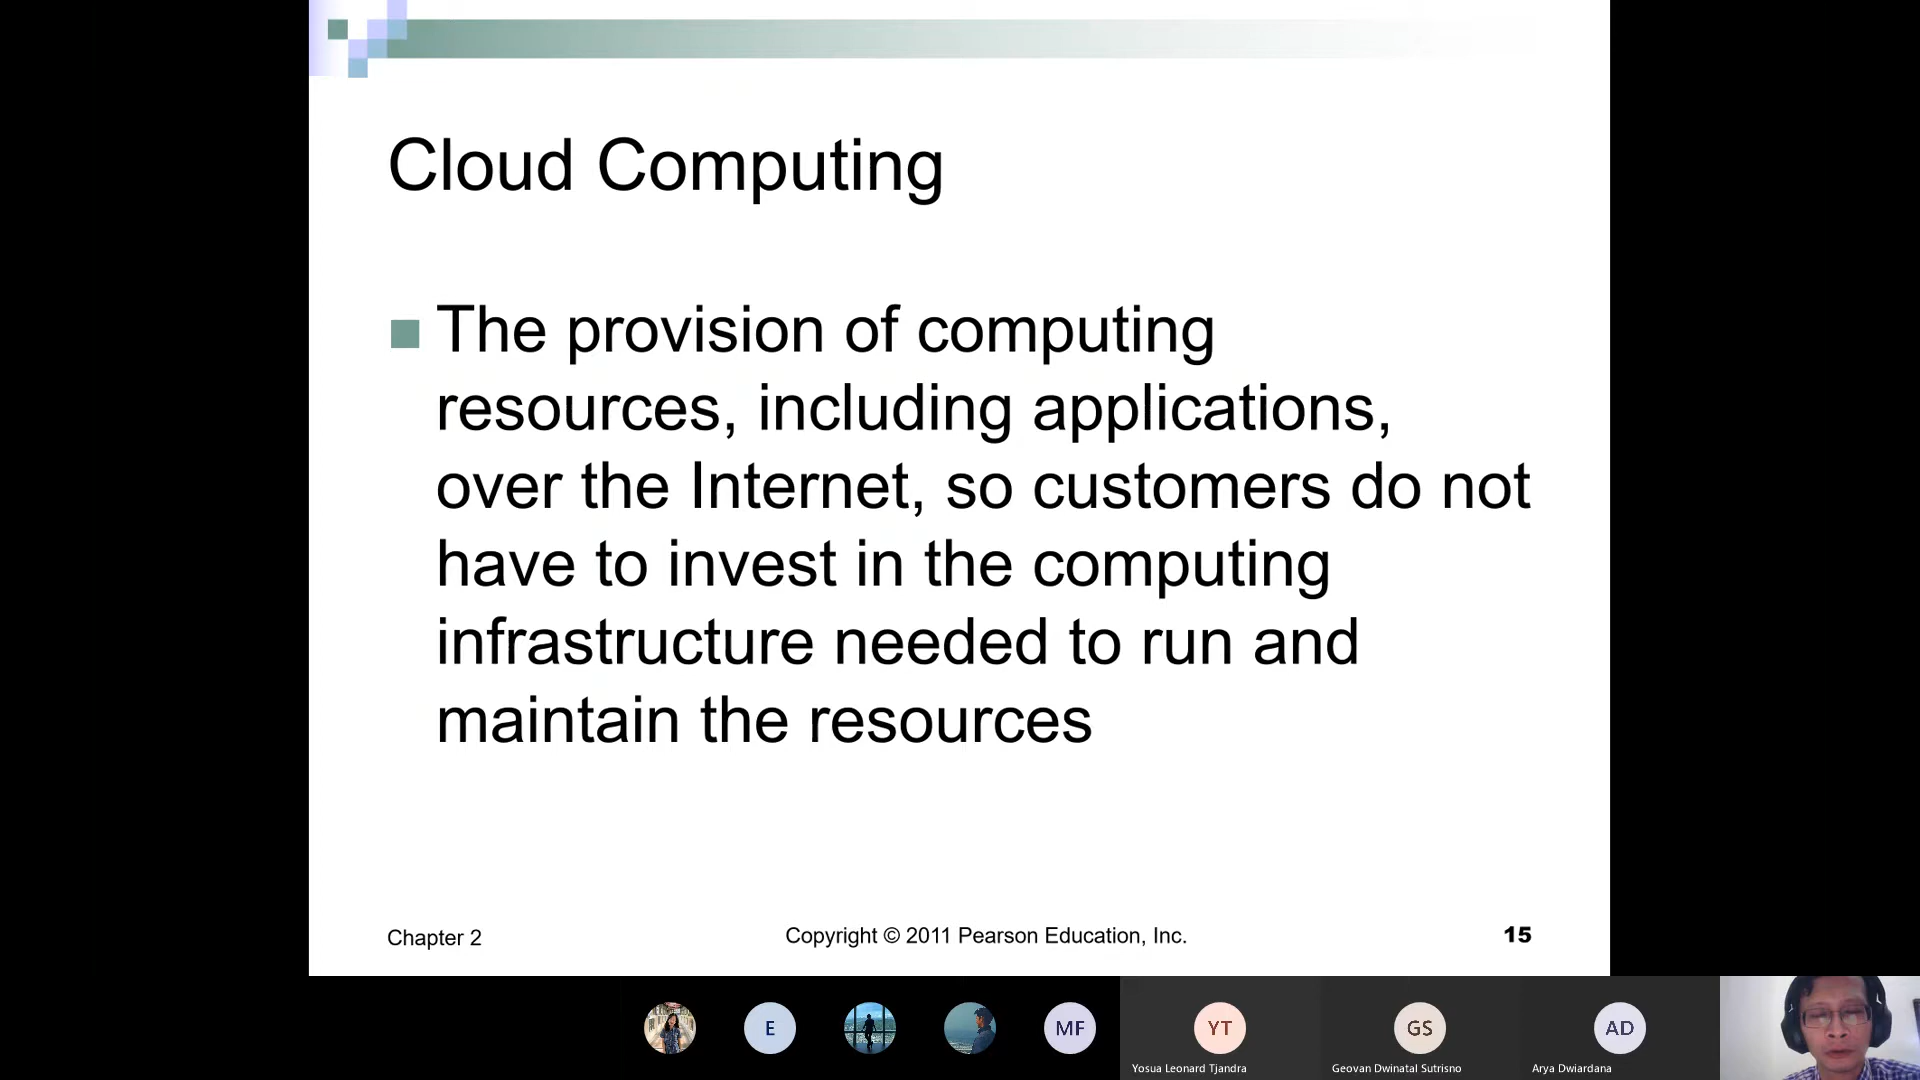 Cloud Computing
The provision of computing
resources, including applications,
over the Internet, so customers do not
have to invest in the computing
infrastructure needed to run and
maintain the resources
Chapter 2
Copyright © 2011 Pearson Education, Inc.
15
E
MF
YT
GS
AD
Yosua Leonard Tjandra
Geovan Dwinatal Sutrisno
Arya Dwiardana